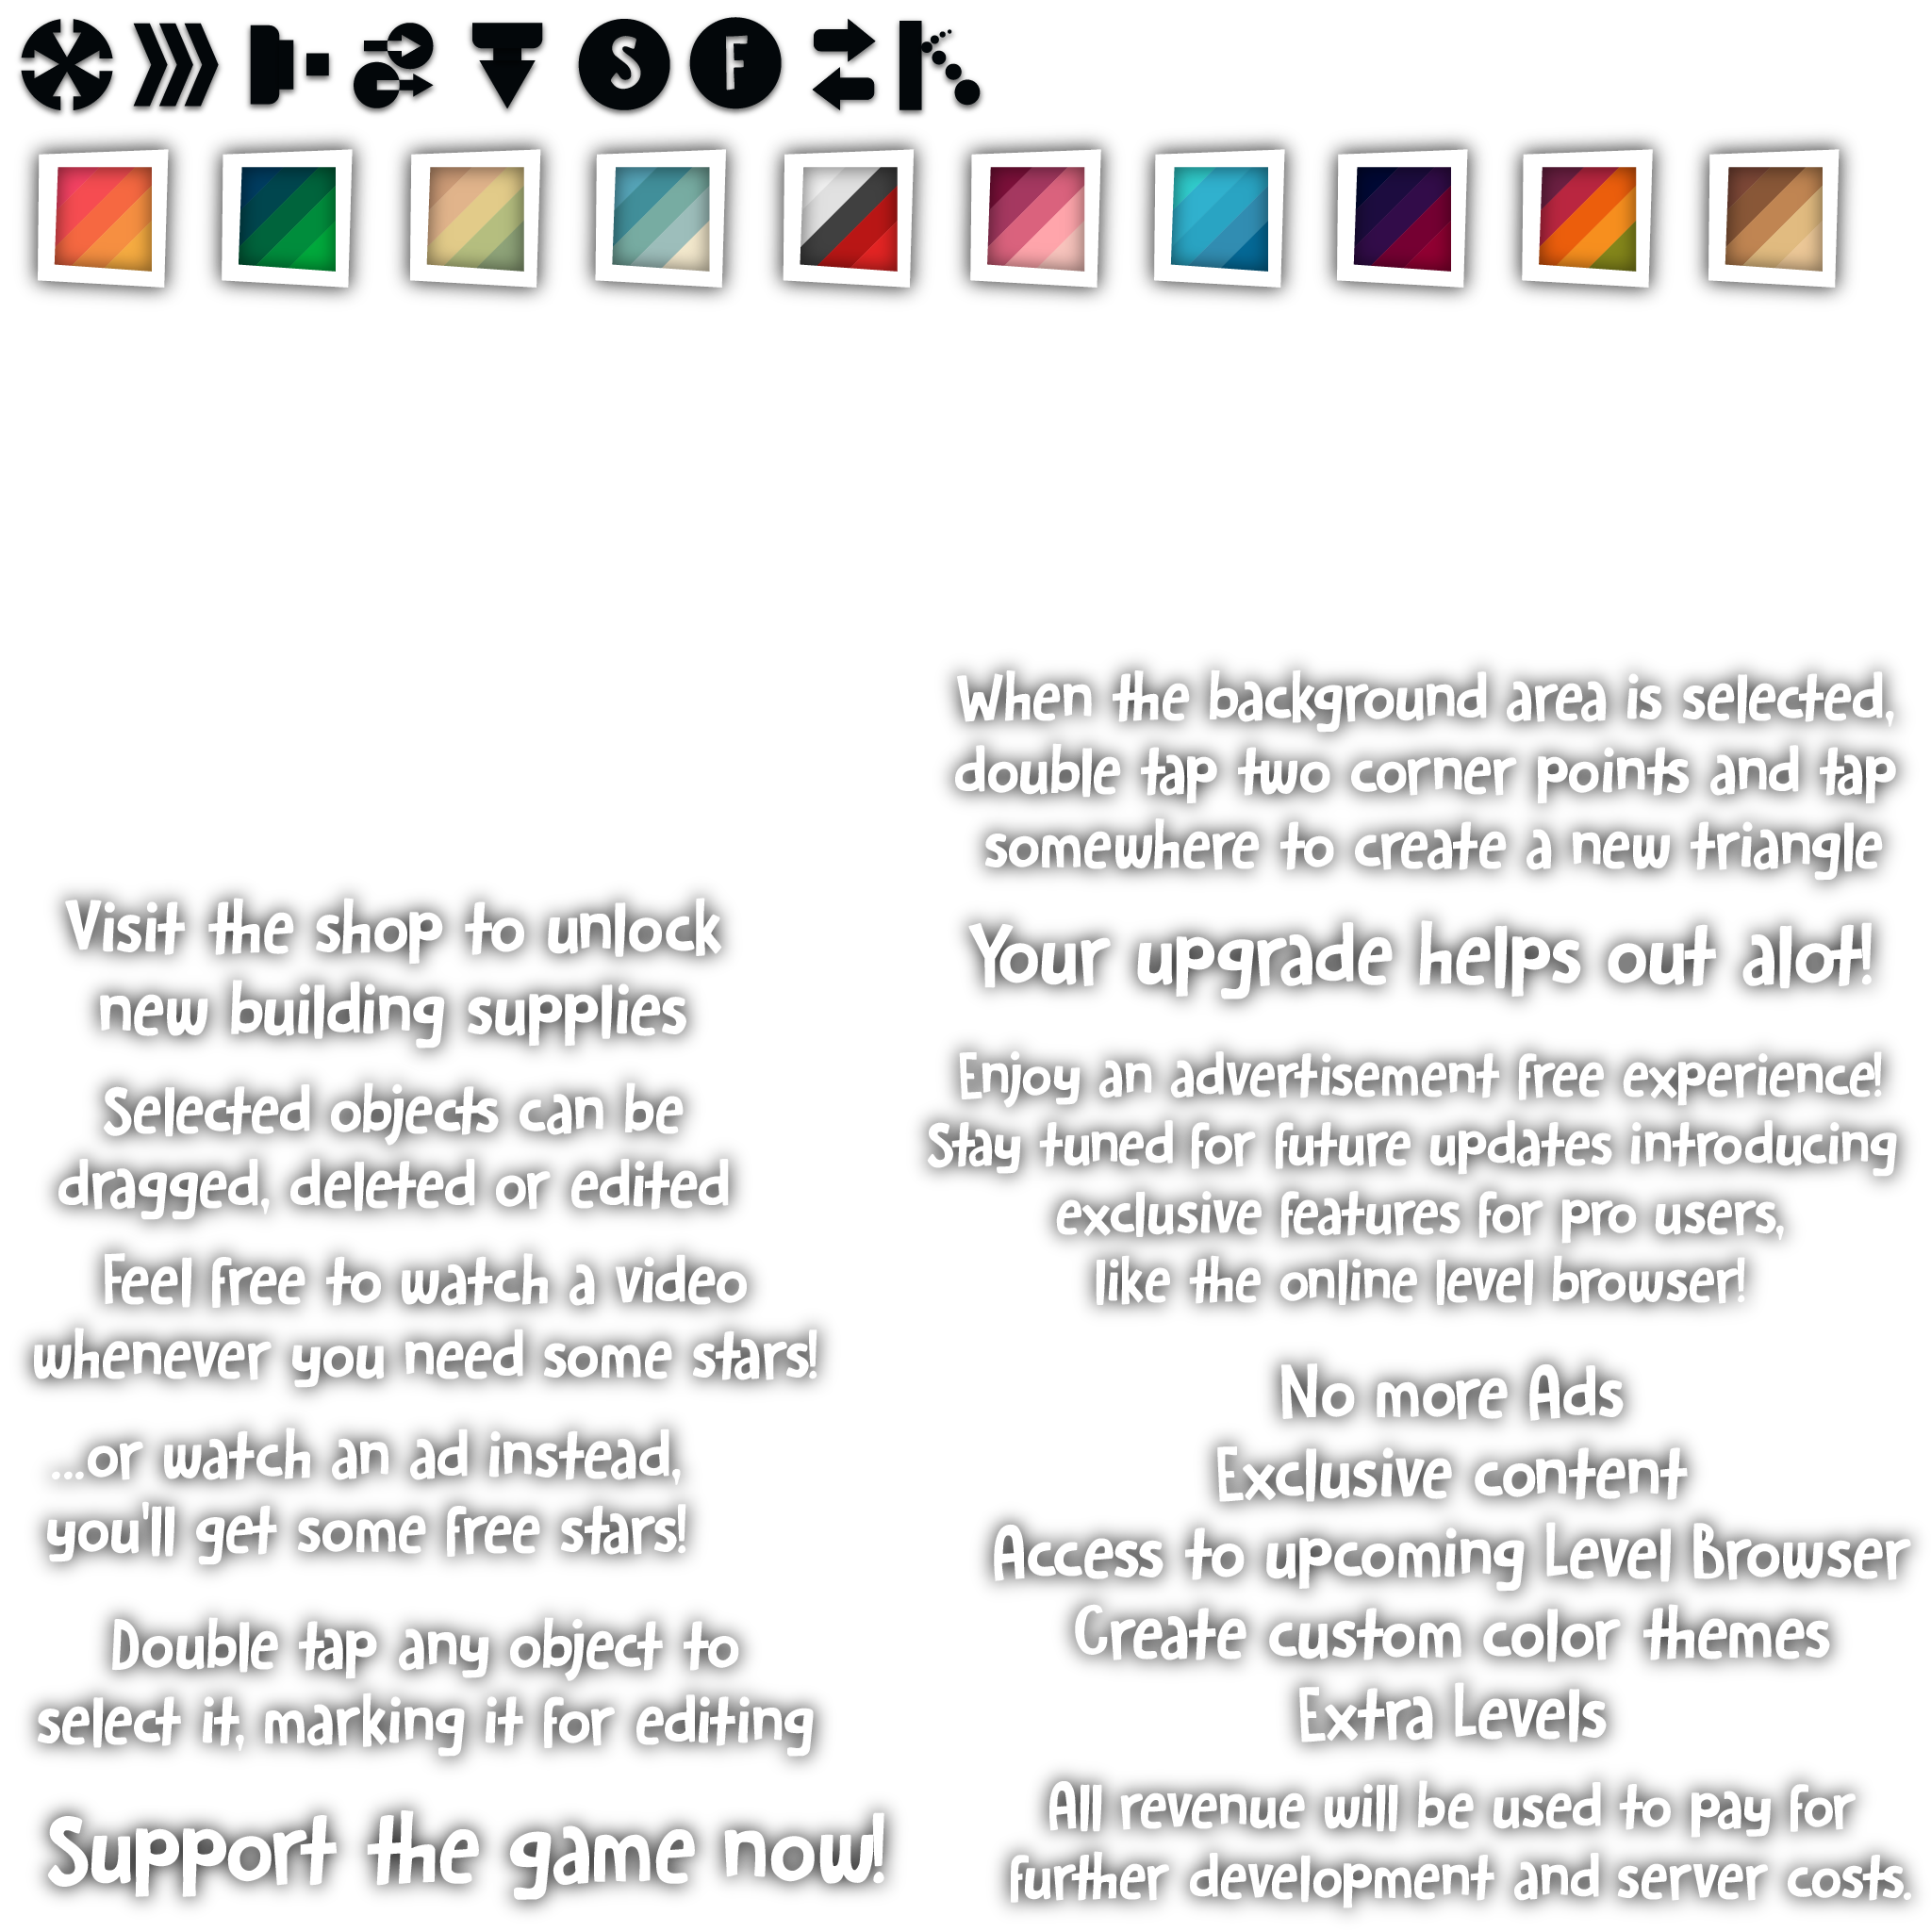 S F
Visit the shop to unlock
new building supplies
Selected objects can be
dragged, deleted or edited
Feel free to watch a video
whenever you need some stars!
...or watch an ad instead,
you'll get some free stars!
Double tap any object to
select it, marking it for editing
Support the game now!
When the background area is selected,
double tap two corner points and tap
somewhere to create a new triangle
Your upgrade helps out alot!
Enjoy an advertisement free experience!
Stay tuned for future updates introducing
exclusive features for pro users,
like the online level browser!
No more Ads
Exclusive content
Access to upcoming Level Browser
Create custom color themes
Extra Levels
All revenue will be used to pay for
further development and server costs.